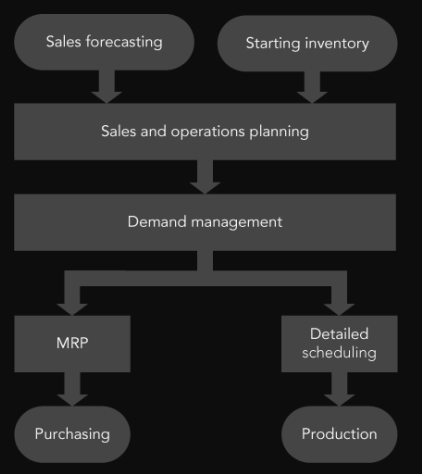 Sales forecasting
Starting inventory
Sales and operations planning
Demand management
MRP
Detailed
scheduling
Purchasing
Production